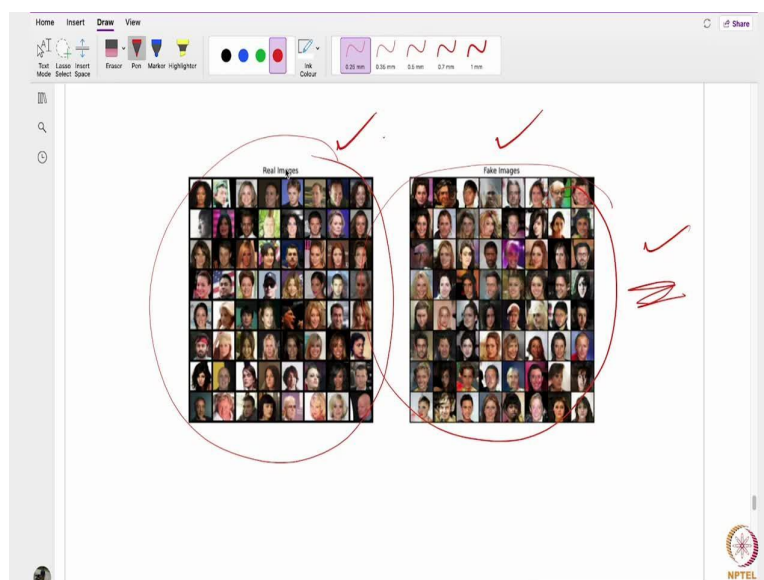 Home Insert Draw View
Share
Text Mode
Lasso Select
Insert Space
Eraser
Pen
Marker
Highlighter
Ink Colour
0.25 mm
0.35 mm
0.5 mm
0.7 mm
1 mm
Real Images
Fake Images
NPTEL